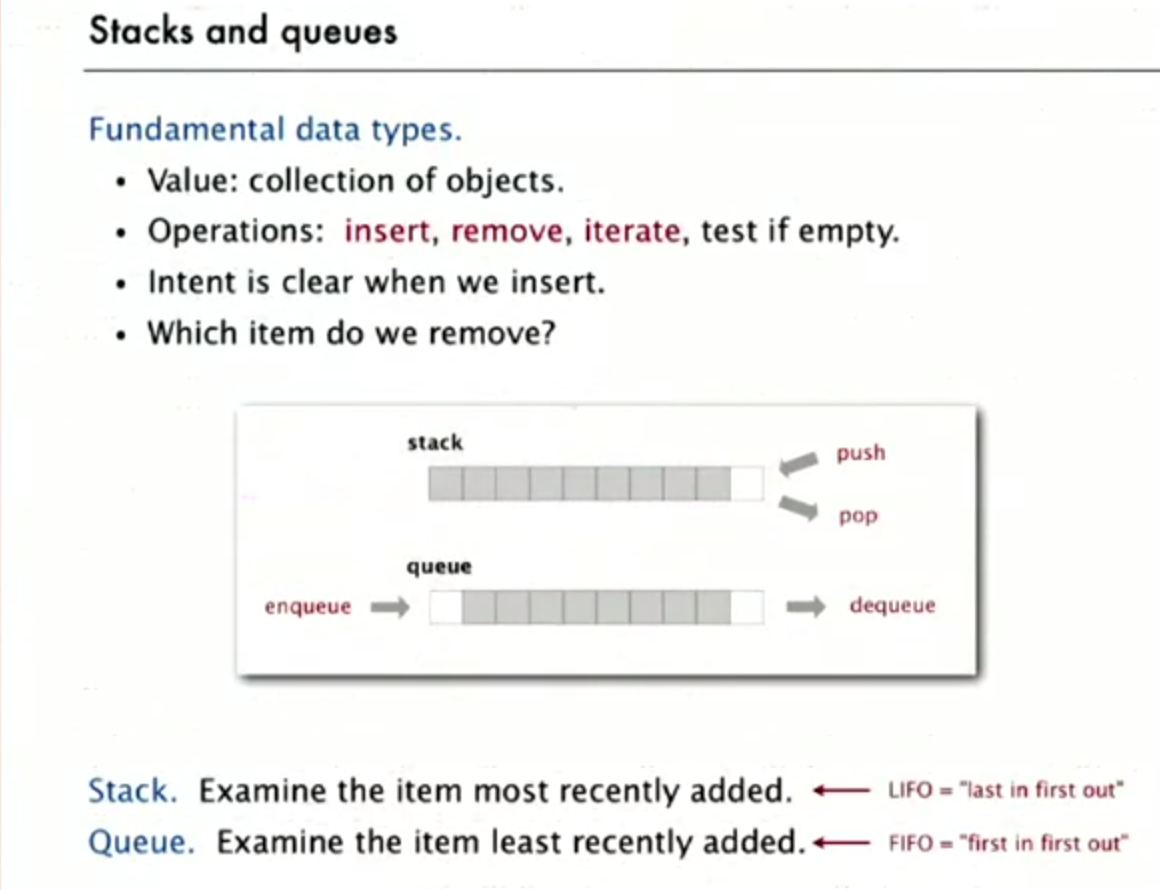 Stacks and queues
Fundamental data types.
• Value: collection of objects.
• Operations: insert, remove, iterate, test if empty.
• Intent is clear when we insert.
• Which item do we remove?
stack
push
pop
queue
enqueue
dequeue
Stack. Examine the item most recently added. LIFO = "last in first out"
Queue. Examine the item least recently added. FIFO = "first in first out"